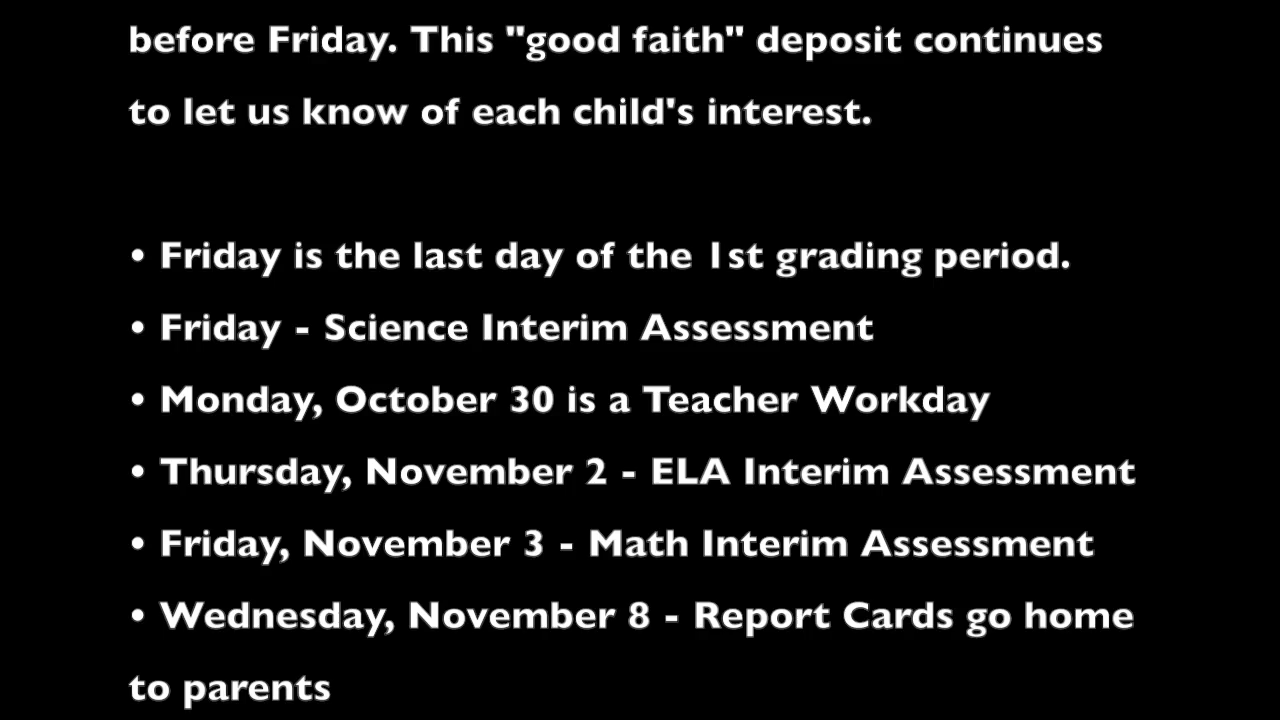 before Friday. This "good faith" deposit continues
to let us know of each child's interest.
• Friday is the last day of the 1st grading period.
• Friday - Science Interim Assessment
• Monday, October 30 is a Teacher Workday
• Thursday, November 2 - ELA Interim Assessment
• Friday, November 3 - Math Interim Assessment
• Wednesday, November 8 - Report Cards go home
to parents